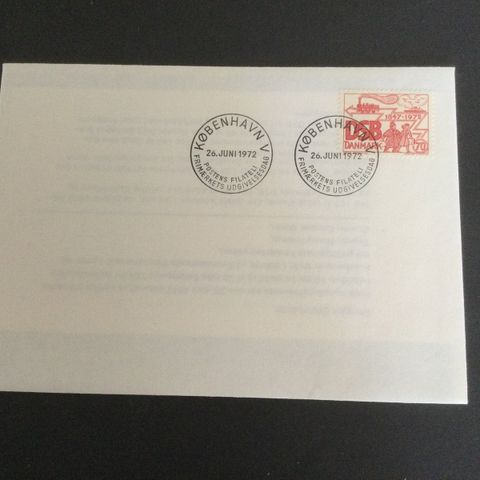 KØBENHAVN V
26.JUNI 1972
POSTENS FILATELI
FRIMÆRKETS UDGIVELSESDAG
KØBENHAVN V
26.JUNI 1972
POSTENS FILATELI
FRIMÆRKETS UDGIVELSESDAG
1847-1972
DSB
DANMARK 70